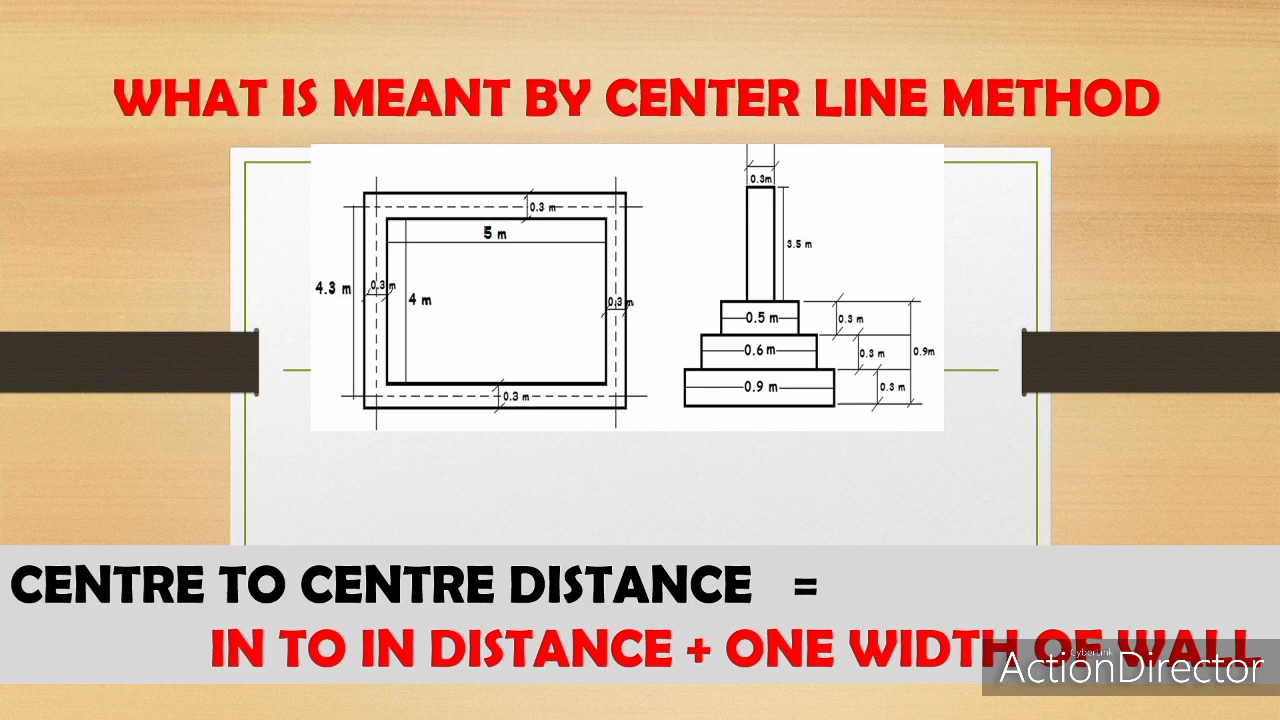 WHAT IS MEANT BY CENTER LINE METHOD
0.3 m
5 m
4.3 m
0.3 m
4 m
0.3 m
0.3 m
0.3m
3.5 m
0.5 m
0.3 m
0.6 m
0.3 m
0.9m
0.9 m
0.3 m
CENTRE TO CENTRE DISTANCE =
IN TO IN DISTANCE + ONE WIDTH OF WALL
CyberLink
ActionDirector